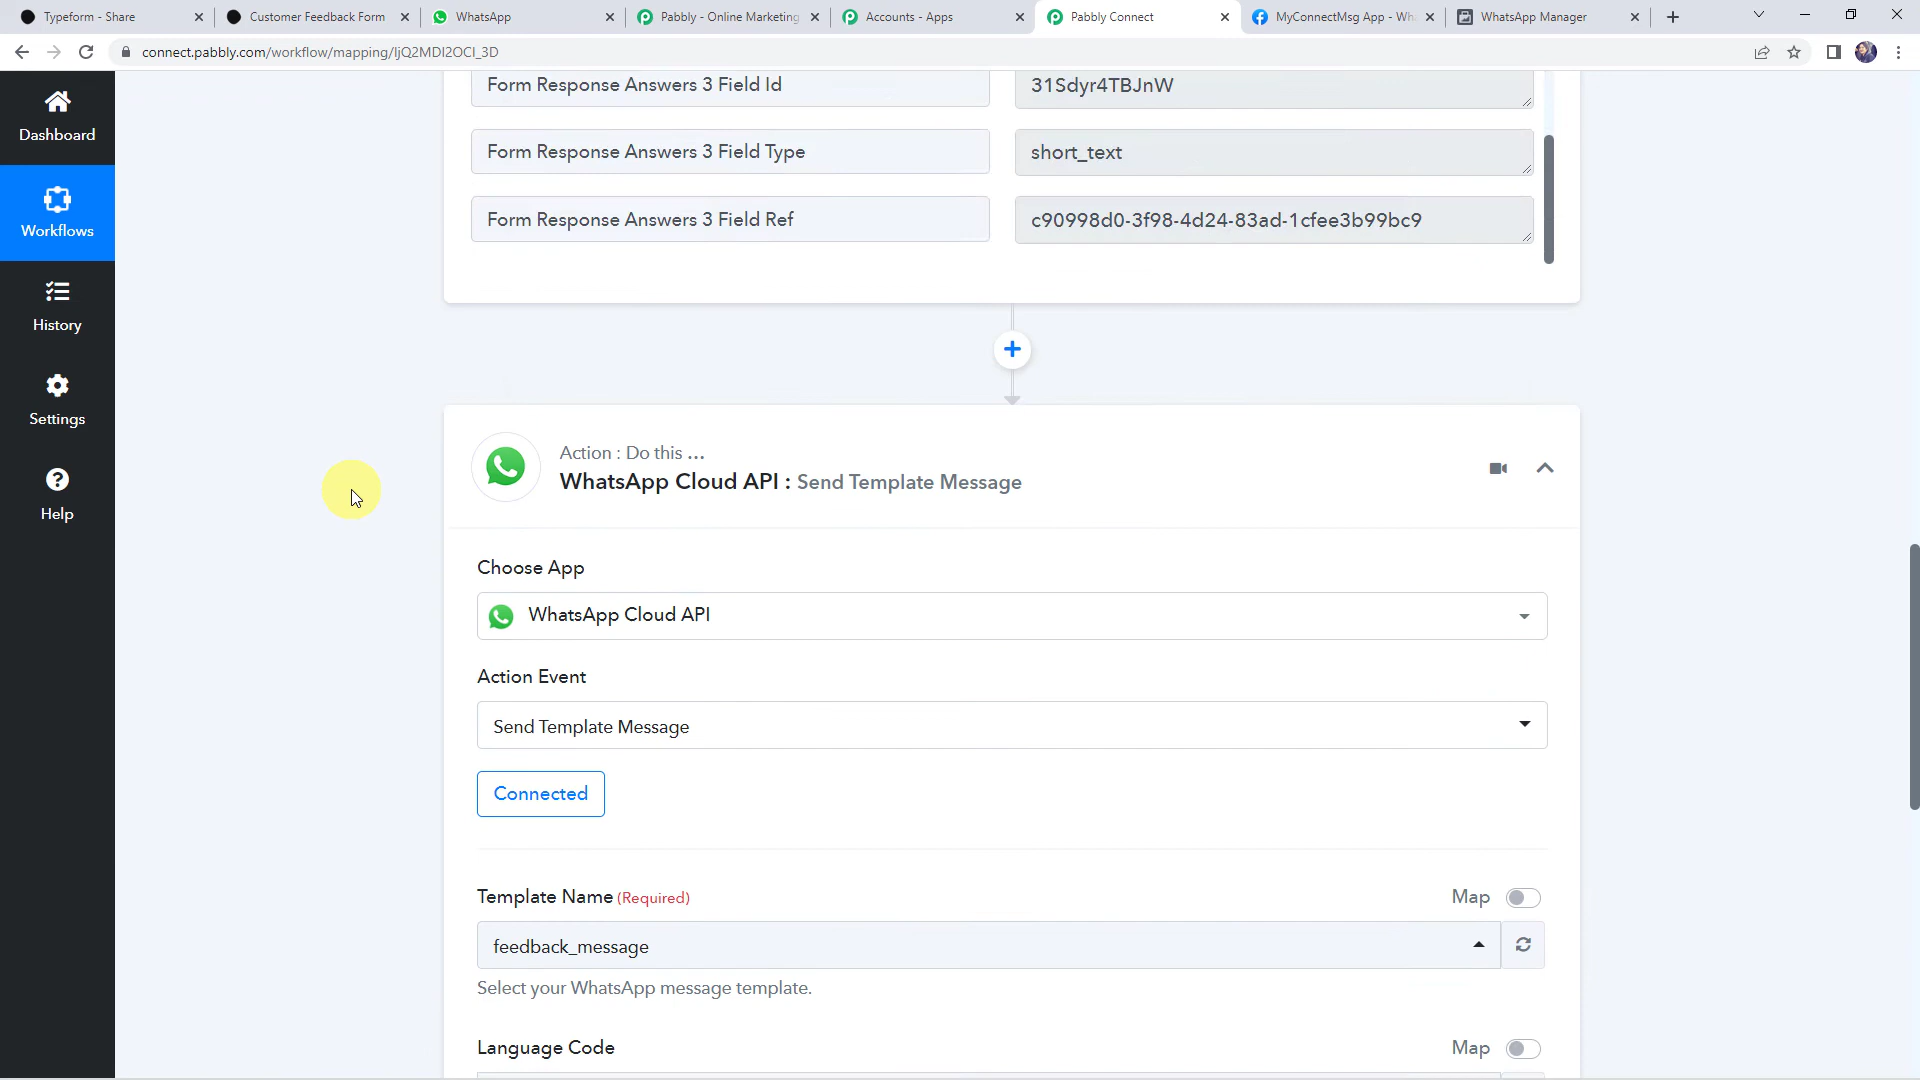 Typeform - Share
Customer Feedback Form
WhatsApp
Pabbly - Online Marketing
Accounts - Apps
Pabbly Connect
MyConnectMsg App - Wh
WhatsApp Manager
connect.pabbly.com/workflow/mapping/IjQ2MDI2OCI_3D
Dashboard
Workflows
History
Settings
Help
Form Response Answers 3 Field Id
31Sdyr4TBJnW
Form Response Answers 3 Field Type
short_text
Form Response Answers 3 Field Ref
c90998d0-3f98-4d24-83ad-1cfee3b99bc9
Action : Do this ...
WhatsApp Cloud API : Send Template Message
Choose App
WhatsApp Cloud API
Action Event
Send Template Message
Connected
Template Name (Required)
Map
feedback_message
Select your WhatsApp message template.
Language Code
Map